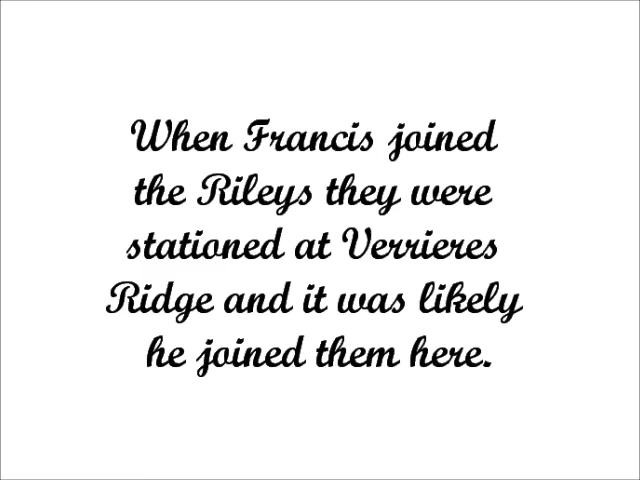 When Francis joined
the Rileys they were
stationed at Verrieres
Ridge and it was likely
he joined them here.